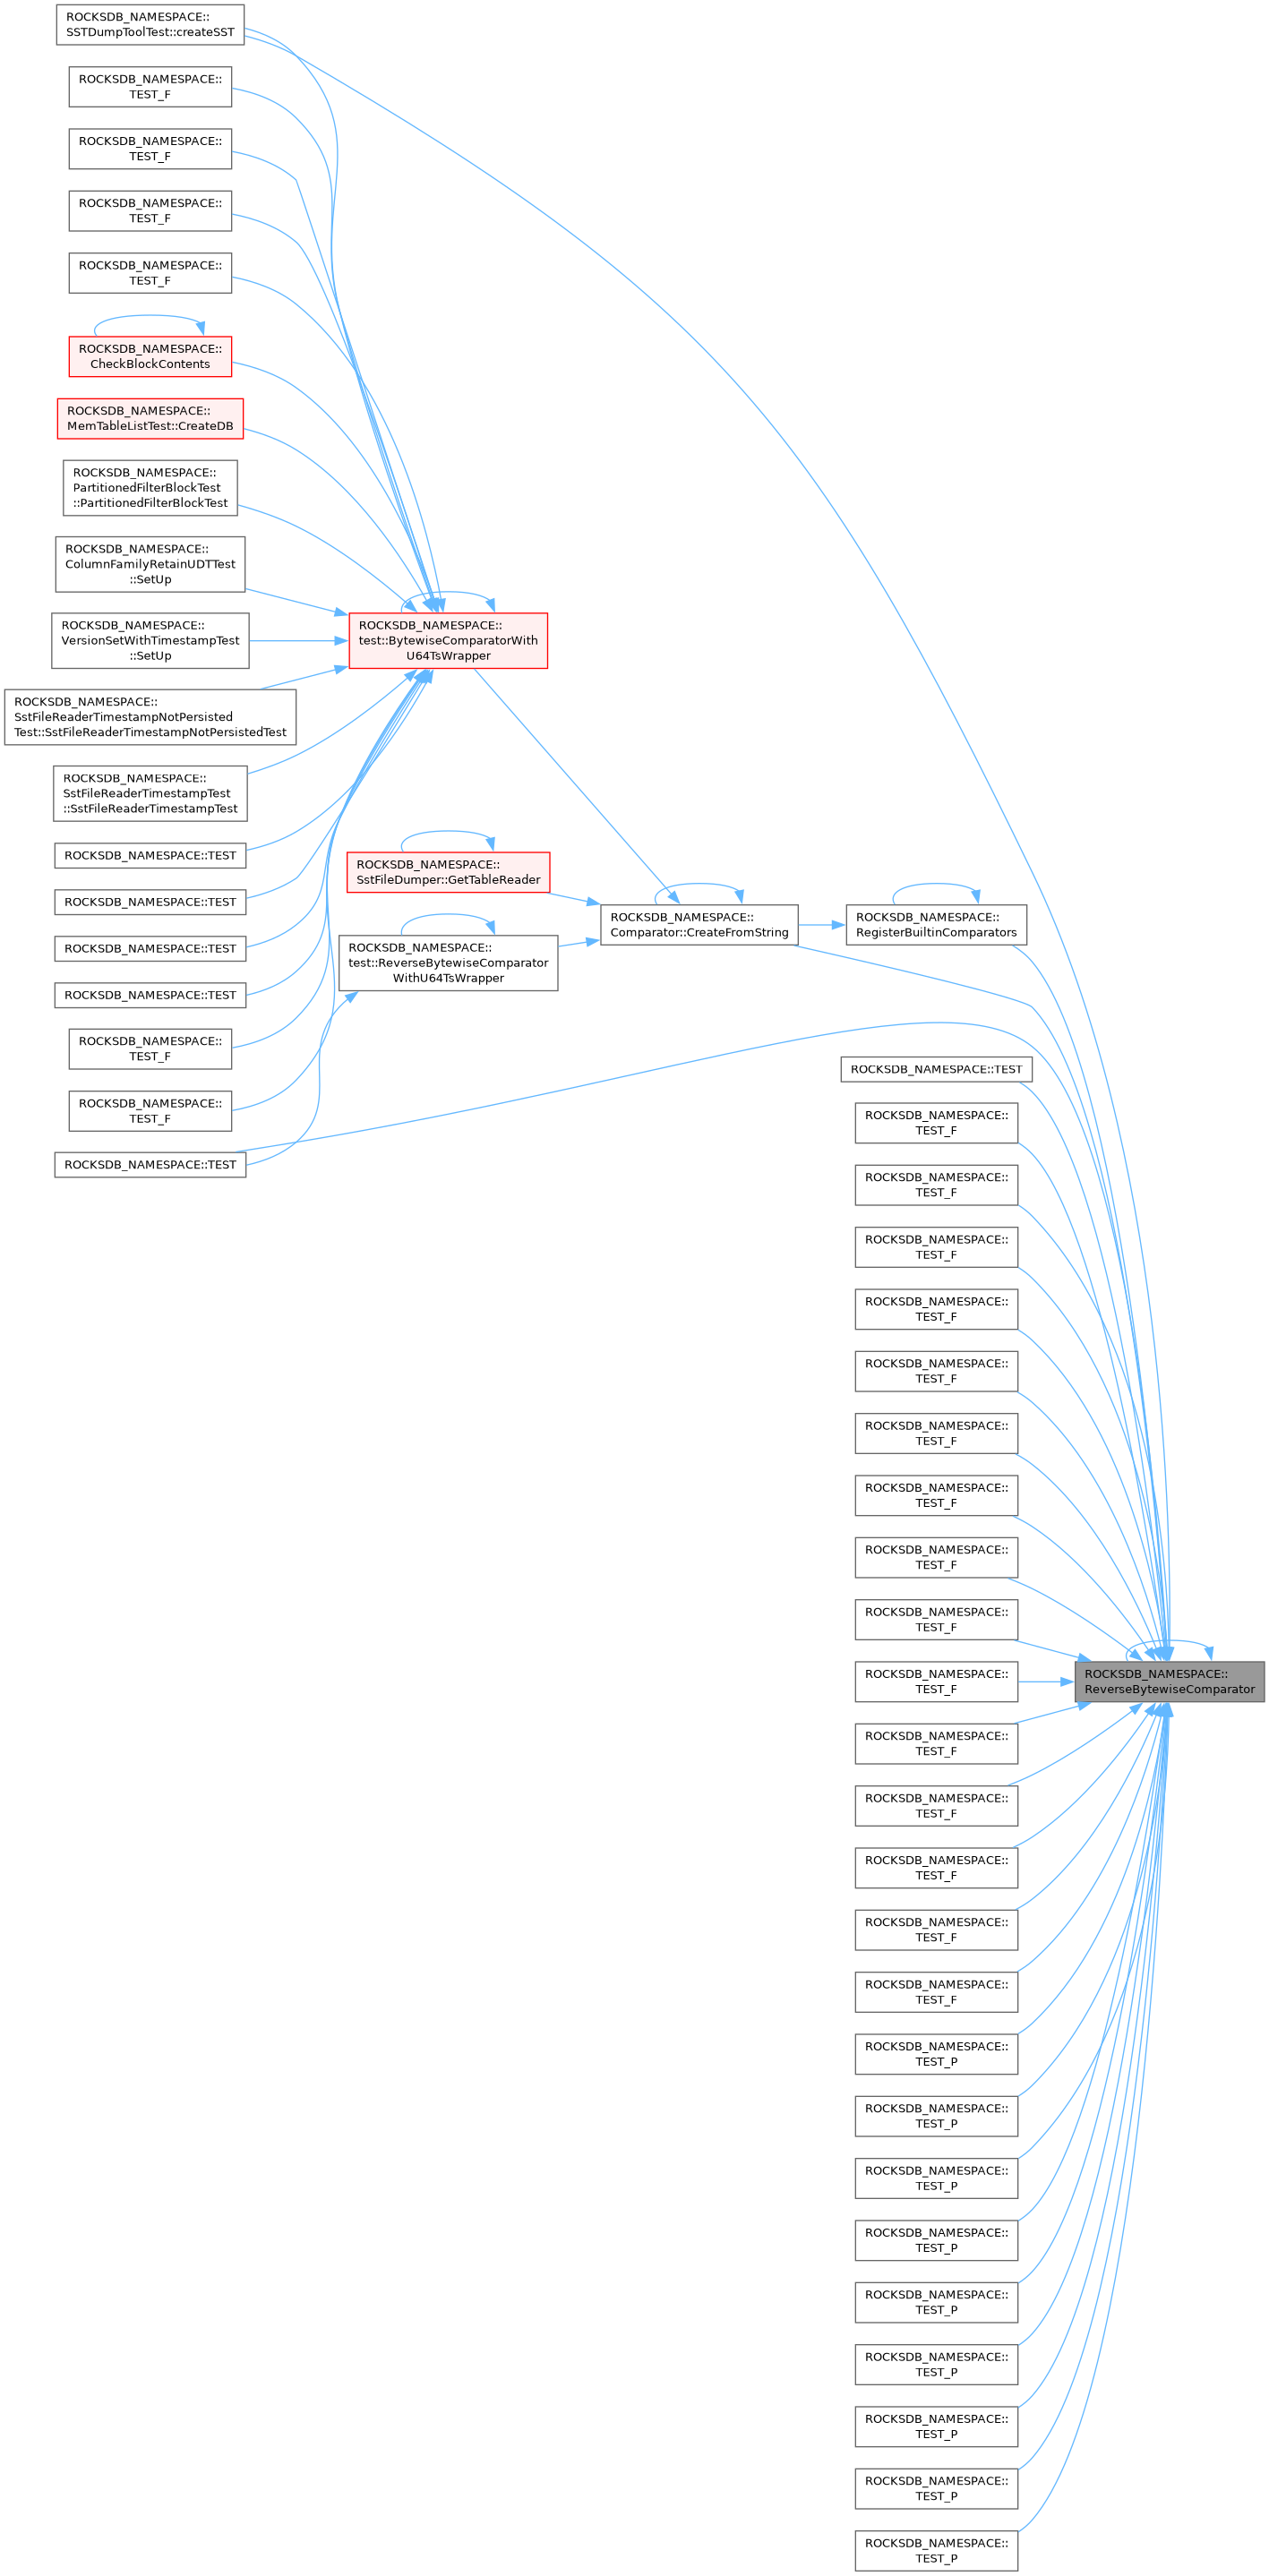 ROCKSDB_NAMESPACE::
SSTDumpToolTest::createSST
ROCKSDB_NAMESPACE::
TEST_F
ROCKSDB_NAMESPACE::
TEST_F
ROCKSDB_NAMESPACE::
TEST_F
ROCKSDB_NAMESPACE::
TEST_F
ROCKSDB_NAMESPACE::
CheckBlockContents
ROCKSDB_NAMESPACE::
MemTableListTest::CreateDB
ROCKSDB_NAMESPACE::
PartitionedFilterBlockTest
::PartitionedFilterBlockTest
ROCKSDB_NAMESPACE::
ColumnFamilyRetainUDTTest
::SetUp
ROCKSDB_NAMESPACE::
VersionSetWithTimestampTest
::SetUp
ROCKSDB_NAMESPACE::
SstFileReaderTimestampNotPersisted
Test::SstFileReaderTimestampNotPersistedTest
ROCKSDB_NAMESPACE::
SstFileReaderTimestampTest
::SstFileReaderTimestampTest
ROCKSDB_NAMESPACE::TEST
ROCKSDB_NAMESPACE::TEST
ROCKSDB_NAMESPACE::TEST
ROCKSDB_NAMESPACE::TEST
ROCKSDB_NAMESPACE::
TEST_F
ROCKSDB_NAMESPACE::
TEST_F
ROCKSDB_NAMESPACE::TEST
ROCKSDB_NAMESPACE::
test::BytewiseComparatorWith
U64TsWrapper
ROCKSDB_NAMESPACE::
SstFileDumper::GetTableReader
ROCKSDB_NAMESPACE::
test::ReverseBytewiseComparator
WithU64TsWrapper
ROCKSDB_NAMESPACE::
Comparator::CreateFromString
ROCKSDB_NAMESPACE::
RegisterBuiltinComparators
ROCKSDB_NAMESPACE::TEST
ROCKSDB_NAMESPACE::
TEST_F
ROCKSDB_NAMESPACE::
TEST_F
ROCKSDB_NAMESPACE::
TEST_F
ROCKSDB_NAMESPACE::
TEST_F
ROCKSDB_NAMESPACE::
TEST_F
ROCKSDB_NAMESPACE::
TEST_F
ROCKSDB_NAMESPACE::
TEST_F
ROCKSDB_NAMESPACE::
TEST_F
ROCKSDB_NAMESPACE::
TEST_F
ROCKSDB_NAMESPACE::
TEST_F
ROCKSDB_NAMESPACE::
TEST_F
ROCKSDB_NAMESPACE::
TEST_F
ROCKSDB_NAMESPACE::
TEST_F
ROCKSDB_NAMESPACE::
TEST_F
ROCKSDB_NAMESPACE::
TEST_F
ROCKSDB_NAMESPACE::
TEST_P
ROCKSDB_NAMESPACE::
TEST_P
ROCKSDB_NAMESPACE::
TEST_P
ROCKSDB_NAMESPACE::
TEST_P
ROCKSDB_NAMESPACE::
TEST_P
ROCKSDB_NAMESPACE::
TEST_P
ROCKSDB_NAMESPACE::
TEST_P
ROCKSDB_NAMESPACE::
TEST_P
ROCKSDB_NAMESPACE::
TEST_P
ROCKSDB_NAMESPACE::
ReverseBytewiseComparator